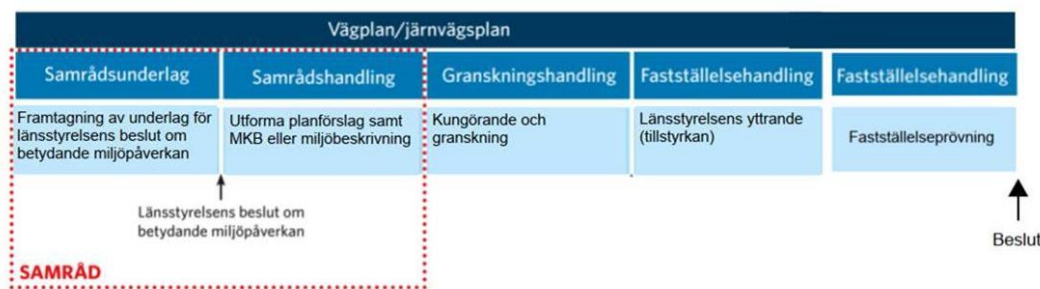 Vägplan/järnvägsplan
Samrådsunderlag
Samrådshandling
Granskningshandling
Fastställelsehandling
Fastställelsehandling
Framtagning av underlag för
länsstyrelsens beslut om
betydande miljöpåverkan
Utforma planförslag samt
MKB eller miljöbeskrivning
Kungörande och
granskning
Länsstyrelsens yttrande
(tillstyrkan)
Fastställelseprövning
Länsstyrelsens beslut om
betydande miljöpåverkan
Beslut
SAMRÅD